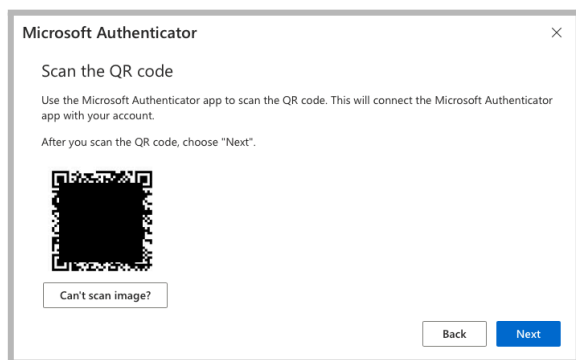 Microsoft Authenticator
Scan the QR code
Use the Microsoft Authenticator app to scan the QR code. This will connect the Microsoft Authenticator
app with your account.
After you scan the QR code, choose "Next".
Can't scan image?
Back Next